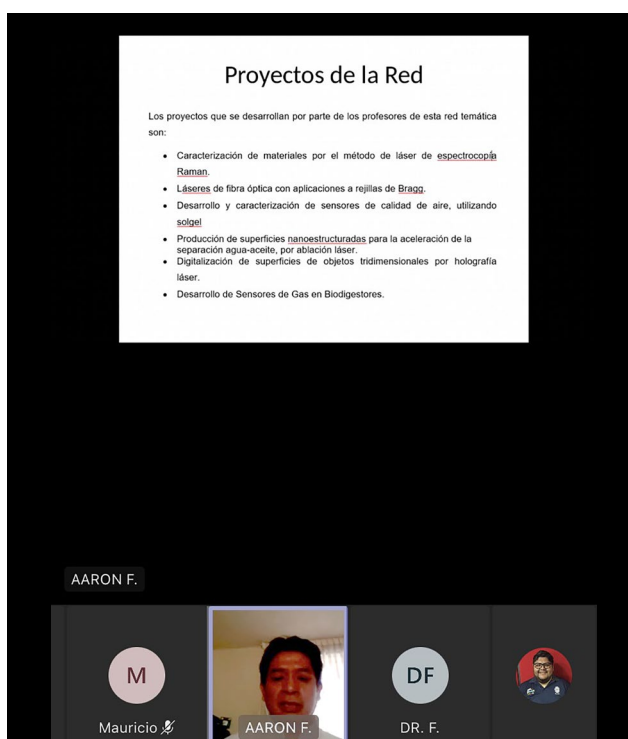 Proyectos de la Red
Los proyectos que se desarrollan por parte de los profesores de esta red temática
son:
• Caracterización de materiales por el método de láser de espectrocopía
Raman.
• Láseres de fibra óptica con aplicaciones a rejillas de Bragg.
• Desarrollo y caracterización de sensores de calidad de aire, utilizando
solgel
• Producción de superficies nanoestructuradas para la aceleración de la
separación agua-aceite, por ablación láser.
• Digitalización de superficies de objetos tridimensionales por holografía
láser.
• Desarrollo de Sensores de Gas en Biodigestores.
AARON F.
M
DF
Mauricio
AARON F.
DR. F.